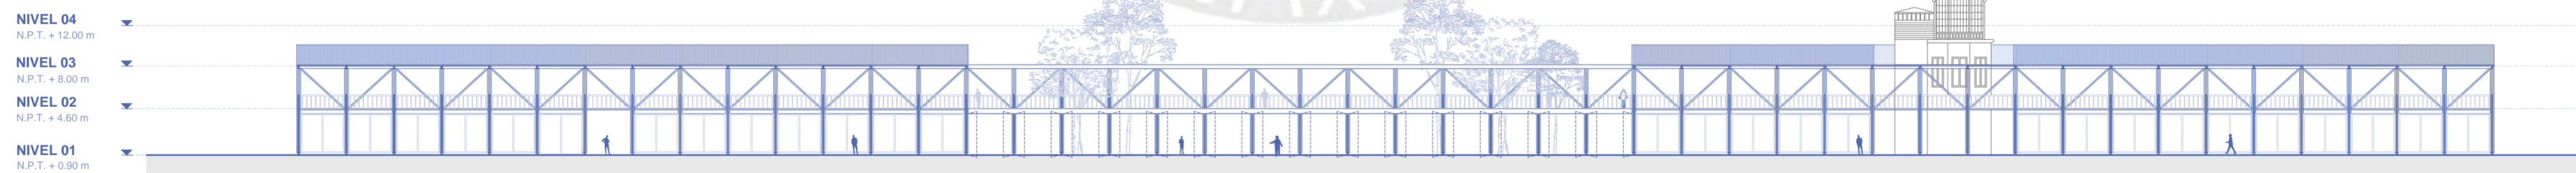 NIVEL 04
N.P.T. + 12.00 m
NIVEL 03
N.P.T. + 8.00 m
NIVEL 02
N.P.T. + 4.60 m
NIVEL 01
N.P.T. + 0.90 m